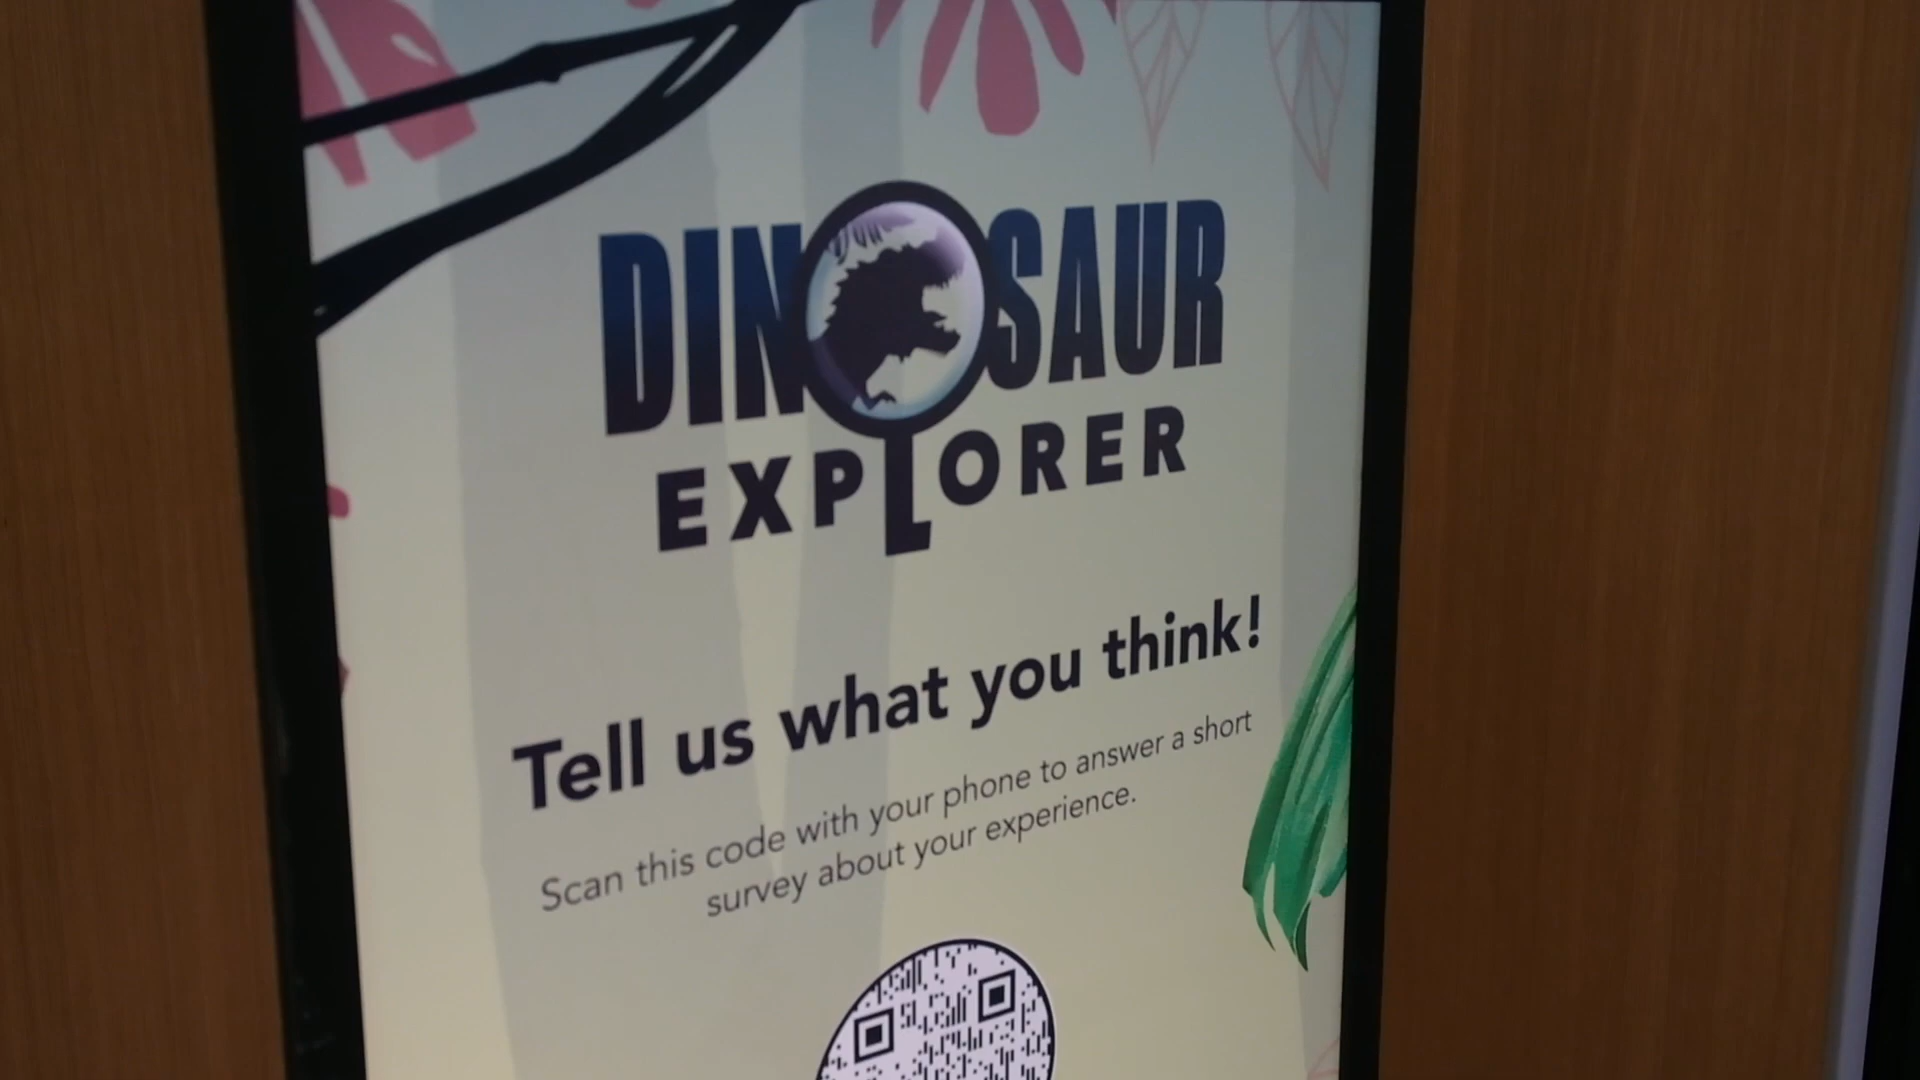 DINOSAUR
EXPLORER
Tell us what you think!
Scan this code with your phone to answer a short
survey about your experience.